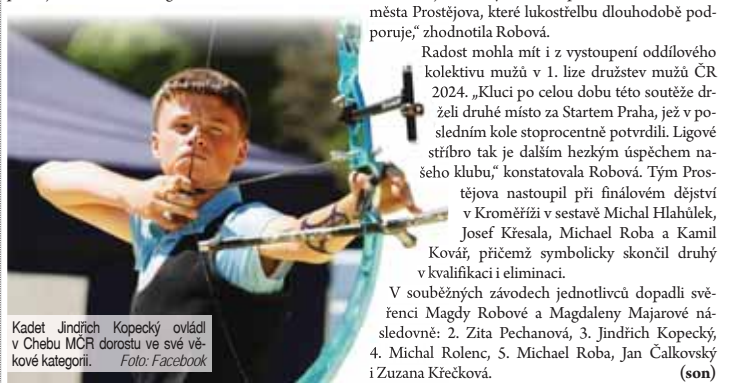 města Prostějova, které lukostřelbu dlouhodobě pod-
poruje,“ zhodnotila Robová.
Radost mohla mít i z vystoupení oddílového
kolektivu mužů v 1. lize družstev mužů ČR
2024. „Kluci po celou dobu této soutěže dr-
želi druhé místo za Startem Praha, jež v po-
sledním kole stoprocentně potvrdili. Ligové
stříbro tak je dalším hezkým úspěchem na-
šeho klubu,“ konstatovala Robová. Tým Pros-
tějova nastoupil při finálovém dějství
v Kroměříži v sestavě Michal Hlahůlek,
Josef Křesala, Michael Roba a Kamil
Kovář, přičemž symbolicky skončil druhý
v kvalifikaci i eliminaci.
V souběžných závodech jednotlivců dopadli svě-
řenci Magdy Robové a Magdaleny Majarové ná-
sledovně: 2. Zita Pechanová, 3. Jindřich Kopecký,
4. Michal Rolenc, 5. Michael Roba, Jan Čalkovský
i Zuzana Křečková. (son)
Kadet Jindřich Kopecký ovládl
v Chebu MČR dorostu ve své vě-
kové kategorii. Foto: Facebook